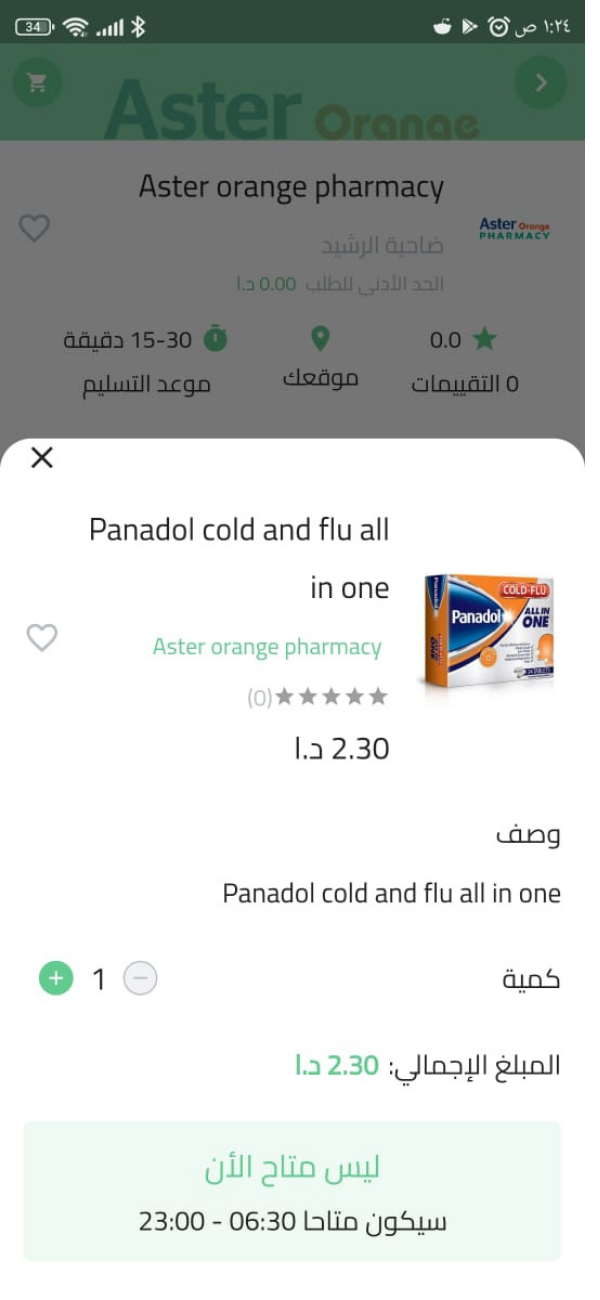 34
١:٢٤ ص
Aster Orange
Aster orange pharmacy
Aster Orange
PHARMACY
ضاحية الرشيد
الحد الأدنى للطلب 0.00 د.ا
0.0
15-30 دقيقة
0 التقييمات
موقعك
موعد التسليم
Panadol cold and flu all
in one
COLD-FLU
Panadol
ALL IN
ONE
Aster orange pharmacy
(0)
2.30 د.ا
وصف
Panadol cold and flu all in one
كمية
1
المبلغ الإجمالي: 2.30 د.ا
ليس متاح الأن
سيكون متاحا 06:30 - 23:00